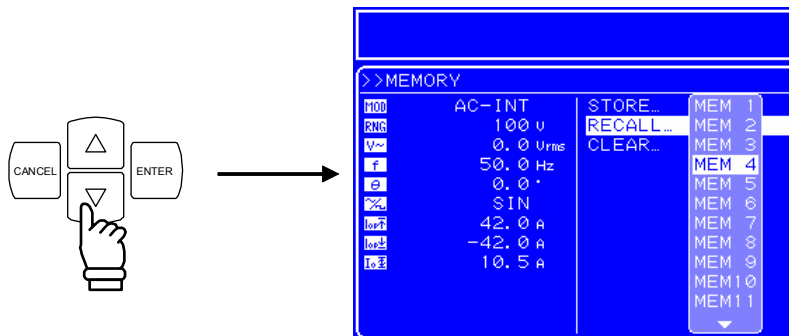 CANCEL
ENTER
>>MEMORY
MOD AC-INT
RNG 100 V
V~ 0.0 Vrms
f 50.0 Hz
θ 0.0 °
SIN
42.0 A
-42.0 A
10.5 A
STORE…
RECALL…
CLEAR…
MEM 1
MEM 2
MEM 3
MEM 4
MEM 5
MEM 6
MEM 7
MEM 8
MEM 9
MEM10
MEM11